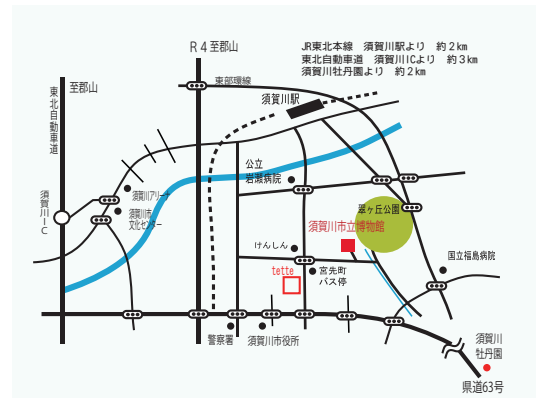 R４至郡山
JR東北本線　須賀川駅より　約２km
東北自動車道　須賀川ICより　約３km
須賀川牡丹園より　約２km
至郡山
東部環線
東北自動車道
須賀川駅
公立
岩瀬病院
須賀川アリーナ
須賀川市
文化センター
須賀川IC
翠ヶ丘公園
須賀川市立博物館
けんしん
tette
宮先町
バス停
国立福島病院
警察署
須賀川市役所
須賀川
牡丹園
県道63号